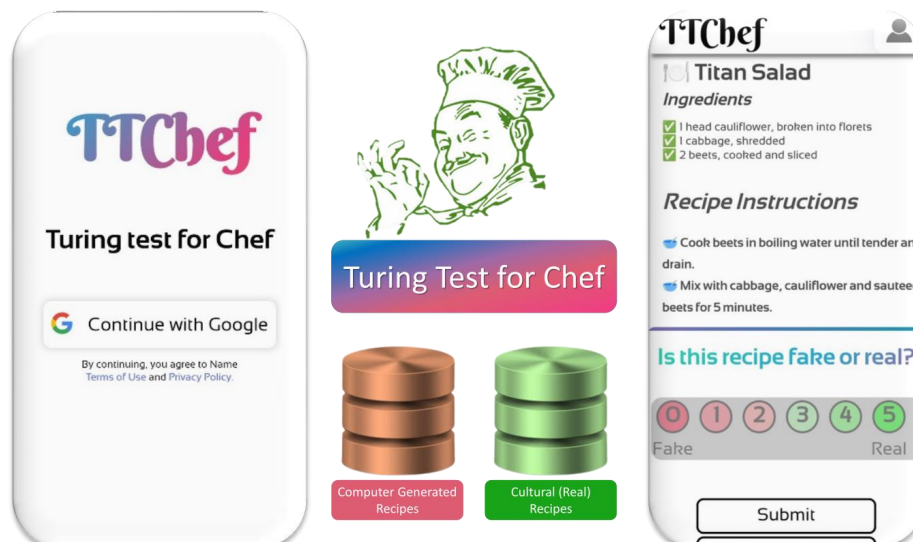 TTChef
Turing test for Chef
Continue with Google
By continuing, you agree to Name
Terms of Use and Privacy Policy.
Turing Test for Chef
Computer Generated
Recipes
Cultural (Real)
Recipes
TTChef
Titan Salad
Ingredients
1 head cauliflower, broken into florets
1 cabbage, shredded
2 beets, cooked and sliced
Recipe Instructions
Cook beets in boiling water until tender an
drain.
Mix with cabbage, cauliflower and sautee
beets for 5 minutes.
Is this recipe fake or real?
0 1 2 3 4 5
Fake Real
Submit